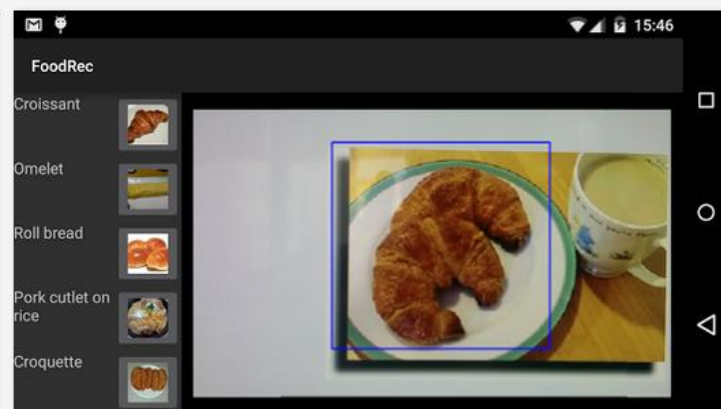 15:46
FoodRec
Croissant
Omelet
Roll bread
Pork cutlet on
rice
Croquette